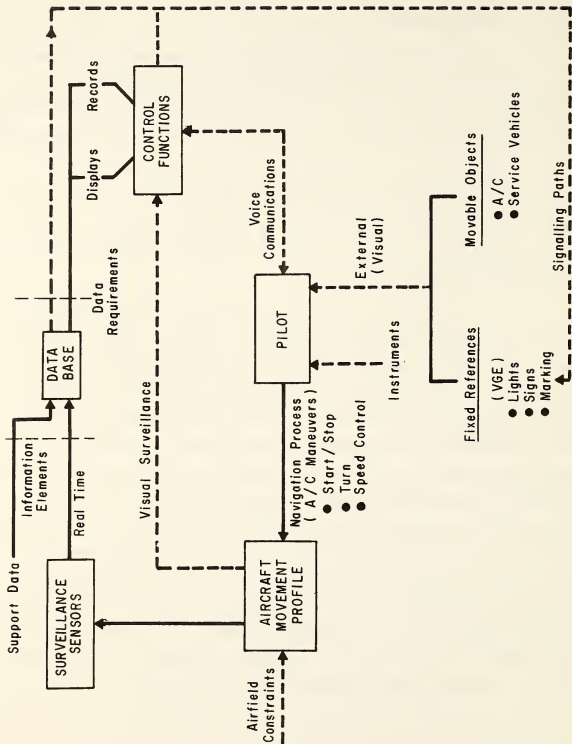 Support Data
Information
Elements
SURVEILLANCE
SENSORS
Real Time
DATA
BASE
Data
Requirements
Displays
Records
CONTROL
FUNCTIONS
Visual Surveillance
Voice
Communications
Airfield
Constraints
AIRCRAFT
MOVEMENT
PROFILE
Navigation Process
(A/C Maneuvers)
● Start/Stop
● Turn
● Speed Control
PILOT
Instruments
External
(Visual)
Fixed References
(VGE)
● Lights
● Signs
● Marking
Movable Objects
● A/C
● Service Vehicles
Signalling Paths